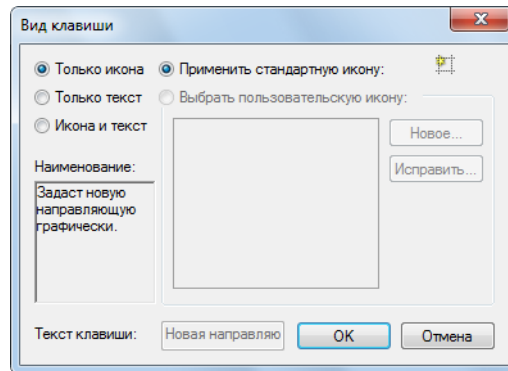 Вид клавиши
Только икона
Применить стандартную икону:
Только текст
Выбрать пользовательскую икону:
Икона и текст
Новое...
Наименование:
Исправить...
Задаст новую
направляющую
графически.
Текст клавиши:
Новая направляю
OK
Отмена